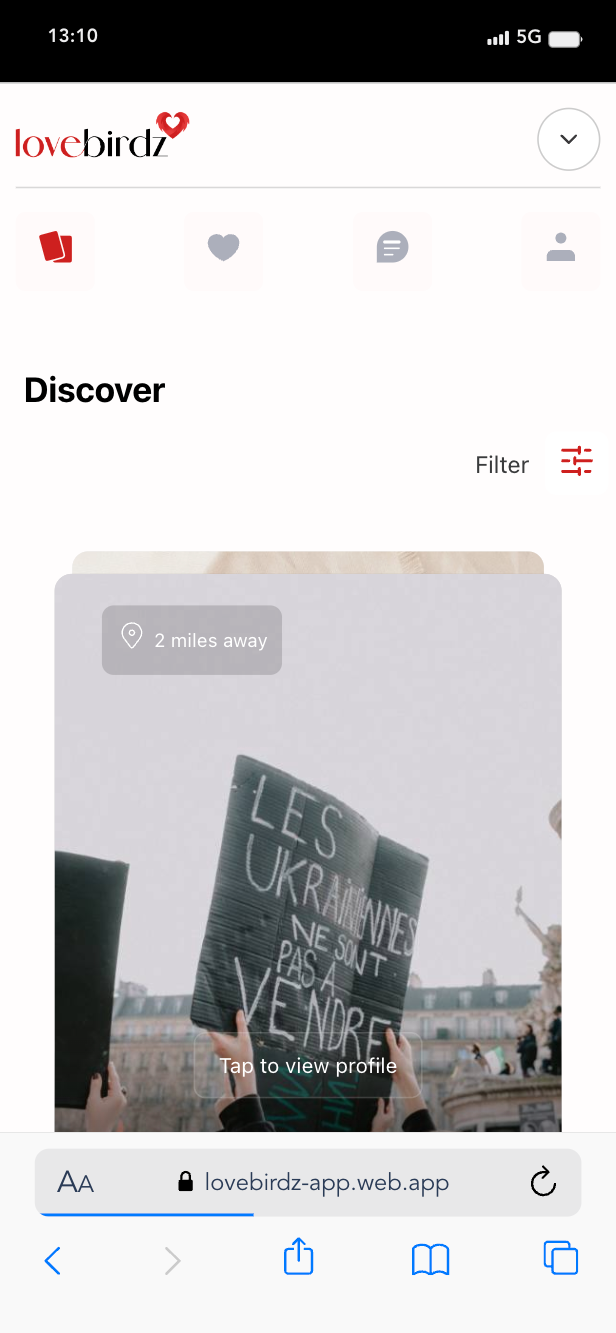 13:10
5G
lovebirdz
Discover
Filter
2 miles away
LES
UKRAINIENNES
NE SONT
PAS À
VENDRE
Tap to view profile
AA
lovebirdz-app.web.app